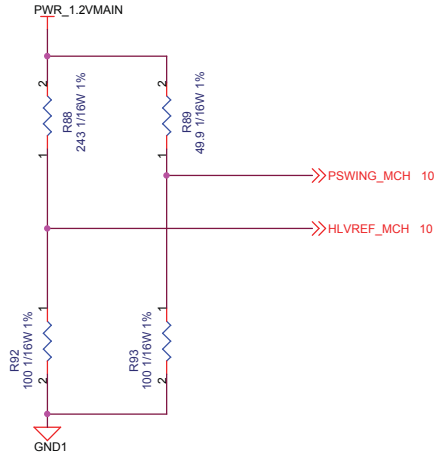 PWR_1.2VMAIN
2
2
R88
243 1/16W 1%
R89
49.9 1/16W 1%
1
1
PSWING_MCH 10
HLVREF_MCH 10
1
1
R92
100 1/16W 1%
R93
100 1/16W 1%
2
2
GND1